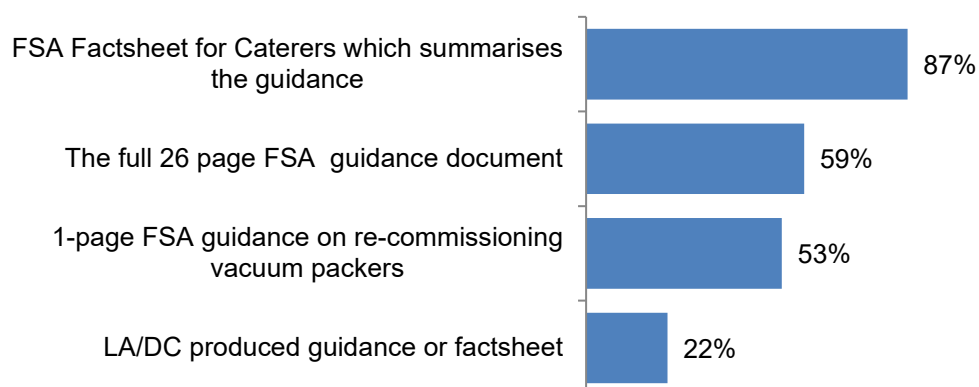 FSA Factsheet for Caterers which summarises
the guidance
87%
The full 26 page FSA  guidance document
59%
1-page FSA guidance on re-commissioning
vacuum packers
53%
LA/DC produced guidance or factsheet
22%